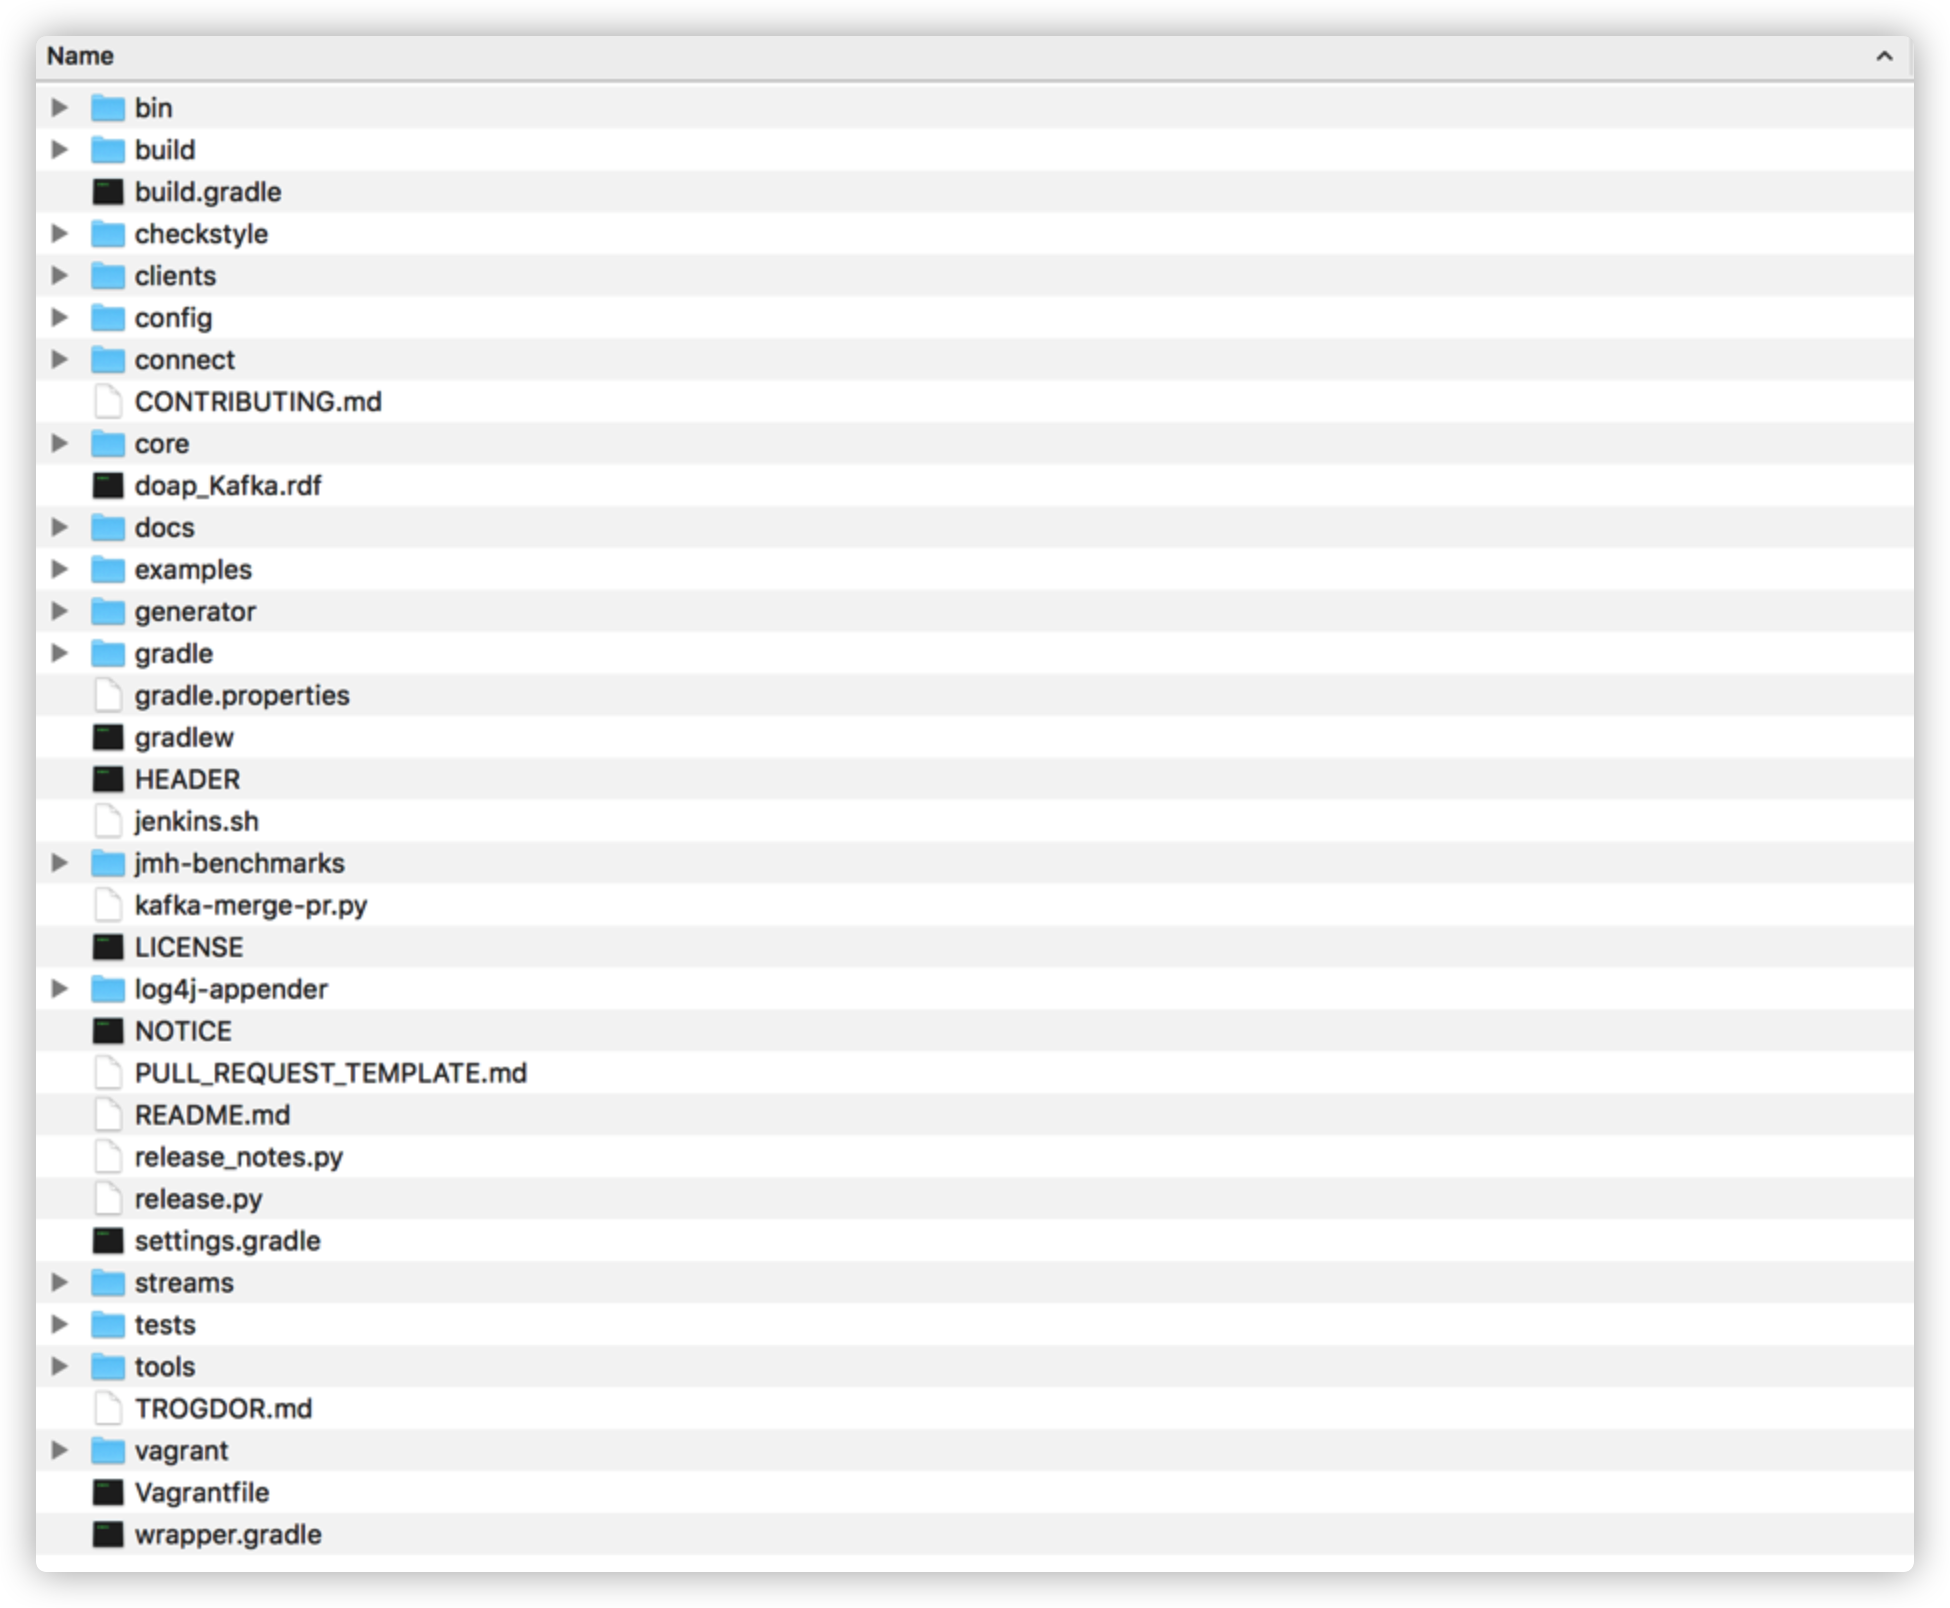 Name
bin
build
build.gradle
checkstyle
clients
config
connect
CONTRIBUTING.md
core
doap_Kafka.rdf
docs
examples
generator
gradle
gradle.properties
gradlew
HEADER
jenkins.sh
jmh-benchmarks
kafka-merge-pr.py
LICENSE
log4j-appender
NOTICE
PULL_REQUEST_TEMPLATE.md
README.md
release_notes.py
release.py
settings.gradle
streams
tests
tools
TROGDOR.md
vagrant
Vagrantfile
wrapper.gradle